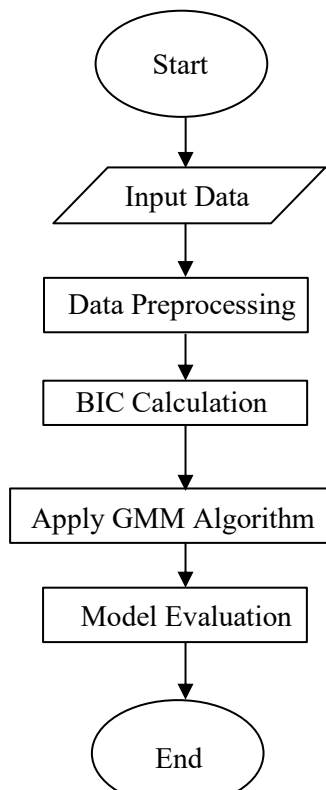 Start
Input Data
Data Preprocessing
BIC Calculation
Apply GMM Algorithm
Model Evaluation
End